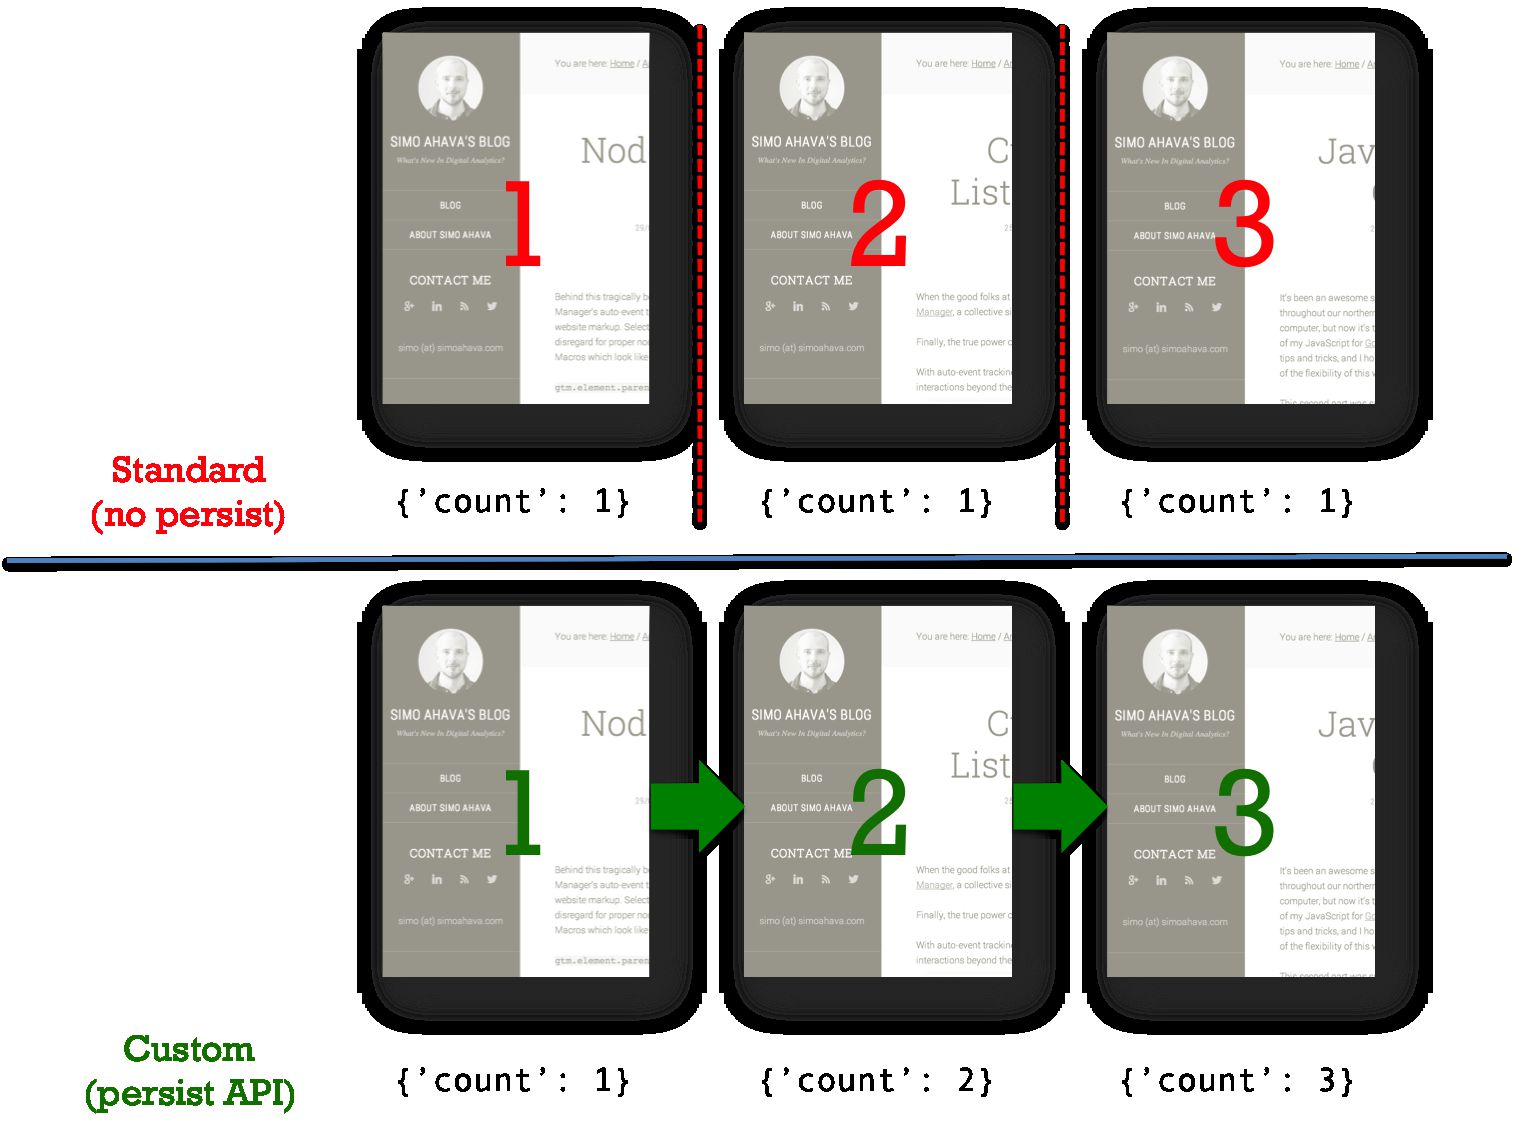 You are here: Home /
SIMO AHAVA'S BLOG
What's New In Digital Analytics?
Nod
BLOG
1
ABOUT SIMO AHAVA
CONTACT ME
Behind this tragically
Manager's auto-event
website markup. Select
disregard for proper
Macros which look like
simo (at) simoahava.com
gtm.element.paren
You are here: Home /
SIMO AHAVA'S BLOG
What's New In Digital Analytics?
List
BLOG
2
ABOUT SIMO AHAVA
CONTACT ME
When the good folks at
Manager, a collective
Finally, the true power
With auto-event trackin
interactions beyond the
simo (at) simoahava.com
You are here: Home /
SIMO AHAVA'S BLOG
What's New In Digital Analytics?
Jav
BLOG
3
ABOUT SIMO AHAVA
CONTACT ME
It's been an awesome s
throughout our northern
computer, but now it's
of my JavaScript for
tips and tricks, and I
of the flexibility of this
This second part was
simo (at) simoahava.com
Standard
(no persist)
{'count': 1}
{'count': 1}
{'count': 1}
You are here: Home /
SIMO AHAVA'S BLOG
What's New In Digital Analytics?
Nod
BLOG
1
ABOUT SIMO AHAVA
CONTACT ME
Behind this tragically
Manager's auto-event
website markup. Select
disregard for proper
Macros which look like
simo (at) simoahava.com
gtm.element.paren
You are here: Home /
SIMO AHAVA'S BLOG
What's New In Digital Analytics?
List
BLOG
2
ABOUT SIMO AHAVA
CONTACT ME
When the good folks at
Manager, a collective
Finally, the true power
With auto-event trackin
interactions beyond the
simo (at) simoahava.com
You are here: Home /
SIMO AHAVA'S BLOG
What's New In Digital Analytics?
Jav
BLOG
3
ABOUT SIMO AHAVA
CONTACT ME
It's been an awesome s
throughout our northern
computer, but now it's
of my JavaScript for
tips and tricks, and I
of the flexibility of this
This second part was
simo (at) simoahava.com
Custom
(persist API)
{'count': 1}
{'count': 2}
{'count': 3}